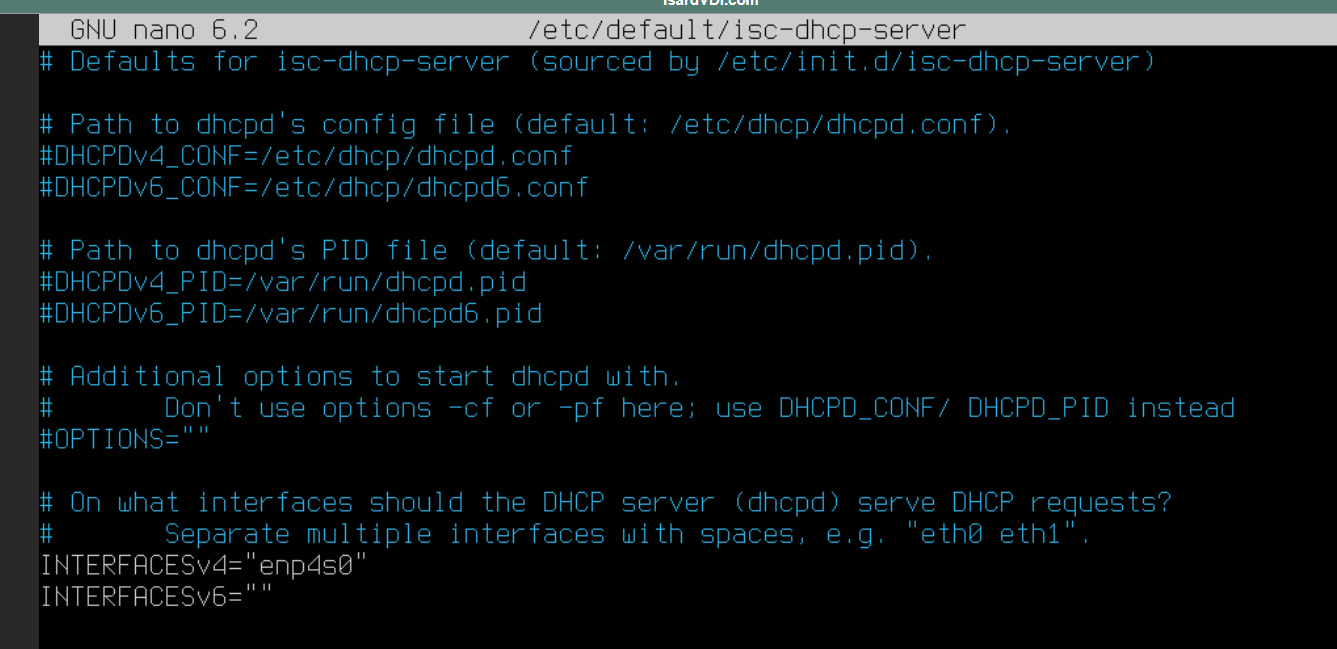 IsardVDI.com
GNU nano 6.2 /etc/default/isc-dhcp-server
# Defaults for isc-dhcp-server (sourced by /etc/init.d/isc-dhcp-server)
# Path to dhcpd's config file (default: /etc/dhcp/dhcpd.conf).
#DHCPDv4_CONF=/etc/dhcp/dhcpd.conf
#DHCPDv6_CONF=/etc/dhcp/dhcpd6.conf
# Path to dhcpd's PID file (default: /var/run/dhcpd.pid).
#DHCPDv4_PID=/var/run/dhcpd.pid
#DHCPDv6_PID=/var/run/dhcpd6.pid
# Additional options to start dhcpd with.
#       Don't use options -cf or -pf here; use DHCPD_CONF/ DHCPD_PID instead
#OPTIONS=""
# On what interfaces should the DHCP server (dhcpd) serve DHCP requests?
#       Separate multiple interfaces with spaces, e.g. "eth0 eth1".
INTERFACESv4="enp4s0"
INTERFACESv6=""